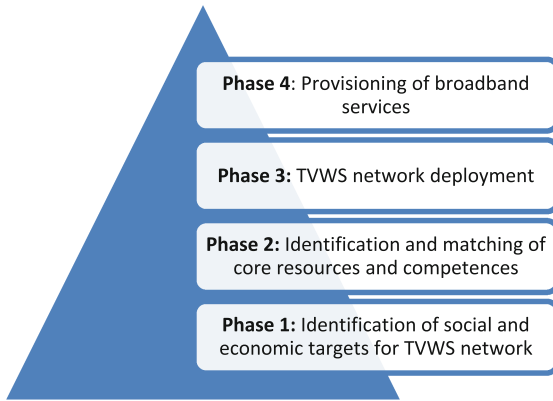 Phase 4: Provisioning of broadband
services
Phase 3: TVWS network deployment
Phase 2: Identification and matching of
core resources and competences
Phase 1: Identification of social and
economic targets for TVWS network